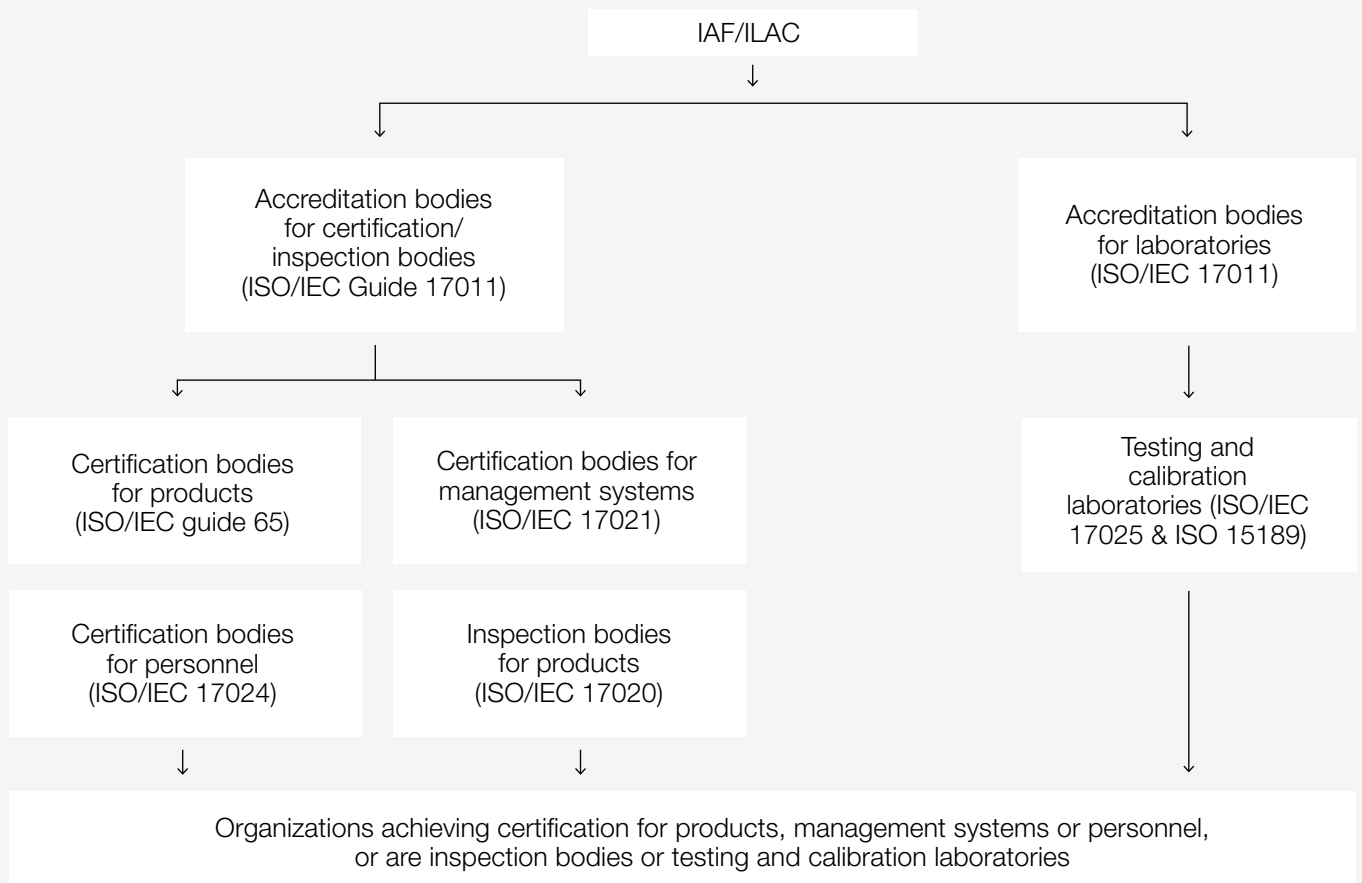 IAF/ILAC
Accreditation bodies
for certification/
inspection bodies
(ISO/IEC Guide 17011)
Accreditation bodies
for laboratories
(ISO/IEC 17011)
Certification bodies
for products
(ISO/IEC guide 65)
Certification bodies for
management systems
(ISO/IEC 17021)
Testing and
calibration
laboratories (ISO/IEC
17025 & ISO 15189)
Certification bodies
for personnel
(ISO/IEC 17024)
Inspection bodies
for products
(ISO/IEC 17020)
Organizations achieving certification for products, management systems or personnel,
or are inspection bodies or testing and calibration laboratories